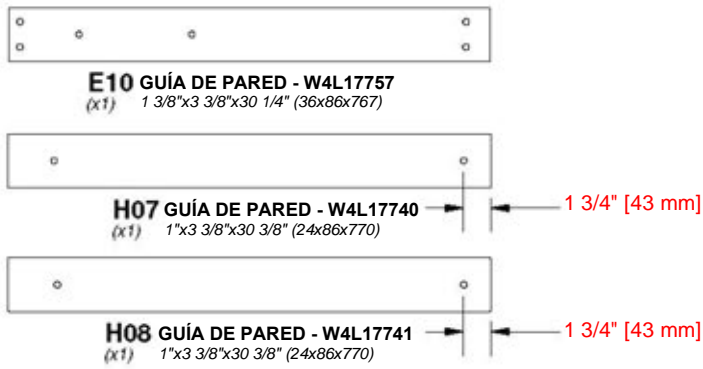 E10 GUÍA DE PARED - W4L17757
(x1) 1 3/8"x3 3/8"x30 1/4" (36x86x767)
H07 GUÍA DE PARED - W4L17740
(x1) 1"x3 3/8"x30 3/8" (24x86x770)
1 3/4" [43 mm]
H08 GUÍA DE PARED - W4L17741
(x1) 1"x3 3/8"x30 3/8" (24x86x770)
1 3/4" [43 mm]